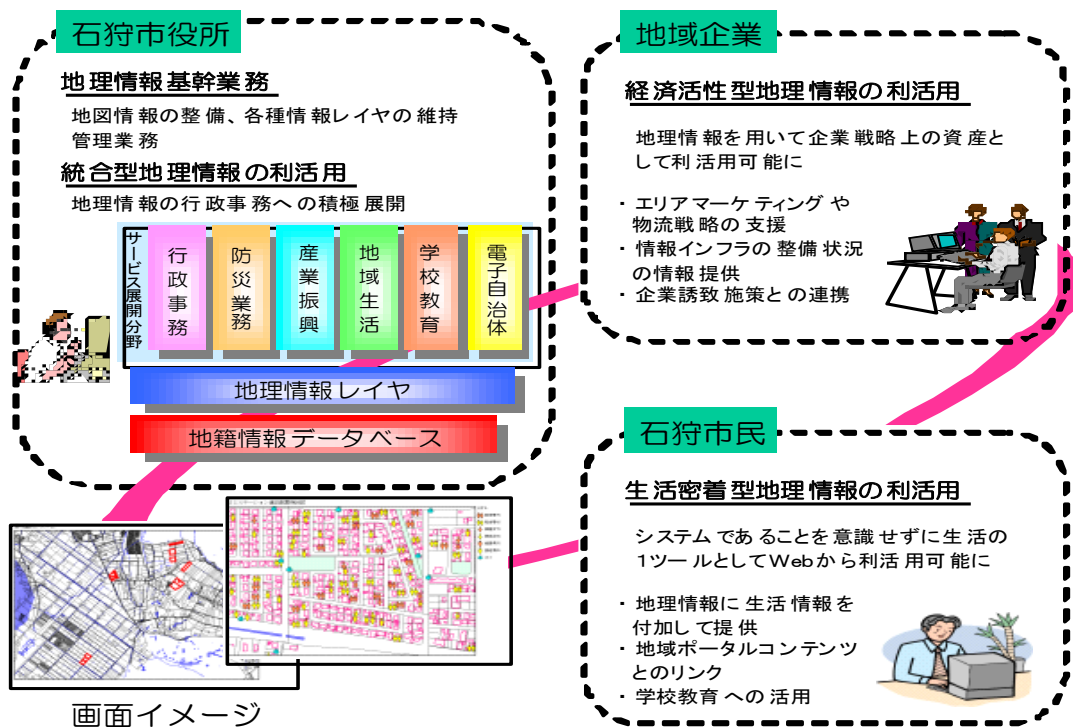 石狩市役所
地理情報基幹業務
地図情報の整備、各種情報レイヤの維持
管理業務
統合型地理情報の利活用
地理情報の行政事務への積極展開
サービス展開分野
行政事務
防災業務
産業振興
地域生活
学校教育
電子自治体
地理情報レイヤ
地籍情報データベース
画面イメージ
地域企業
経済活性型地理情報の利活用
地理情報を用いて企業戦略上の資産と
して利活用可能に
・エリアマーケティングや
物流戦略の支援
・情報インフラの整備状況
の情報提供
・企業誘致施策との連携
石狩市民
生活密着型地理情報の利活用
システムであることを意識せずに生活の
1ツールとしてWebから利活用可能に
・地理情報に生活情報を
付加して提供
・地域ポータルコンテンツ
とのリンク
・学校教育への活用